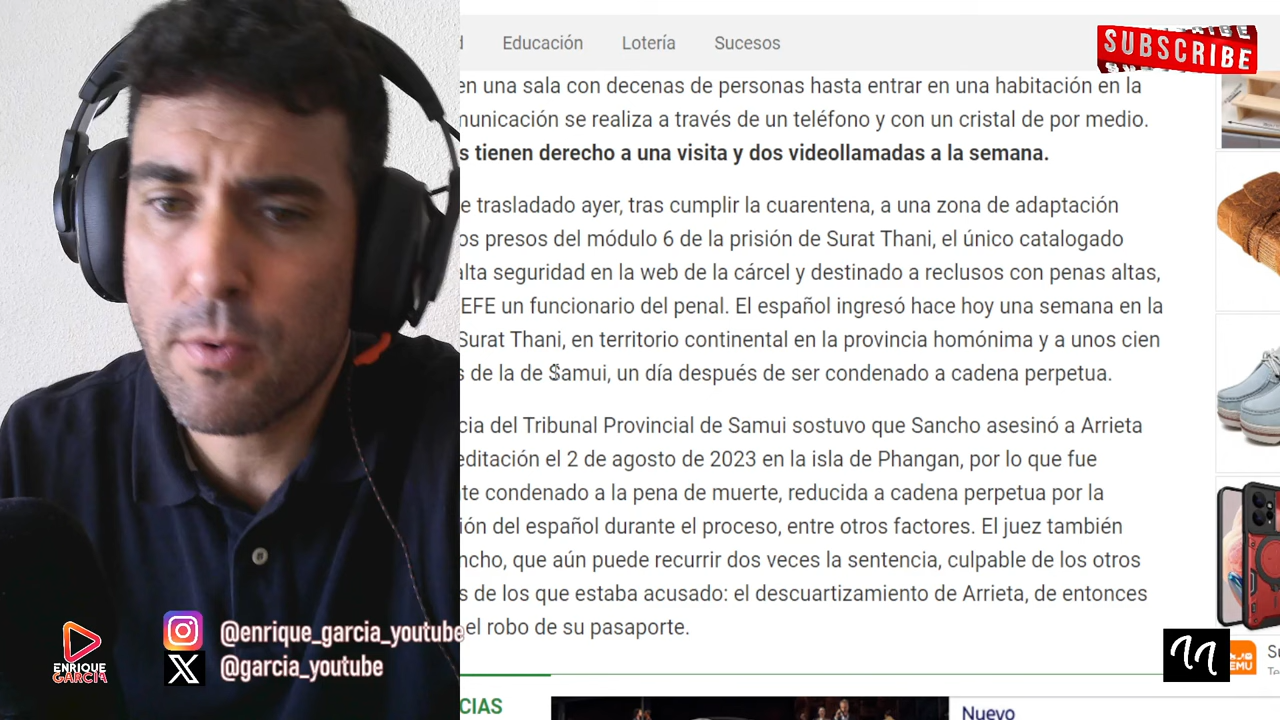 d Educación Lotería Sucesos
SUBSCRIBE
en una sala con decenas de personas hasta entrar en una habitación en la
municación se realiza a través de un teléfono y con un cristal de por medio.
s tienen derecho a una visita y dos videollamadas a la semana.
e trasladado ayer, tras cumplir la cuarentena, a una zona de adaptación
os presos del módulo 6 de la prisión de Surat Thani, el único catalogado
alta seguridad en la web de la cárcel y destinado a reclusos con penas altas,
EFE un funcionario del penal. El español ingresó hace hoy una semana en la
Surat Thani, en territorio continental en la provincia homónima y a unos cien
s de la de Samui, un día después de ser condenado a cadena perpetua.
cia del Tribunal Provincial de Samui sostuvo que Sancho asesinó a Arrieta
editación el 2 de agosto de 2023 en la isla de Phangan, por lo que fue
te condenado a la pena de muerte, reducida a cadena perpetua por la
ión del español durante el proceso, entre otros factores. El juez también
ncho, que aún puede recurrir dos veces la sentencia, culpable de los otros
s de los que estaba acusado: el descuartizamiento de Arrieta, de entonces
el robo de su pasaporte.
@enrique_garcia_youtube
@garcia_youtube
ENRIQUE
GARCIA
EMU
CIAS
Nuevo